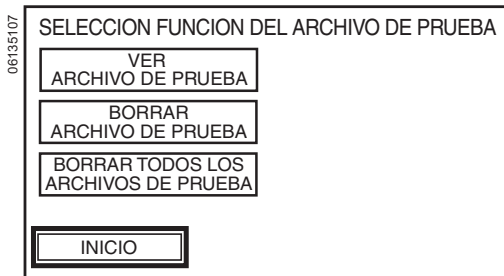 06135107
SELECCION FUNCION DEL ARCHIVO DE PRUEBA
VER
ARCHIVO DE PRUEBA
BORRAR
ARCHIVO DE PRUEBA
BORRAR TODOS LOS
ARCHIVOS DE PRUEBA
INICIO